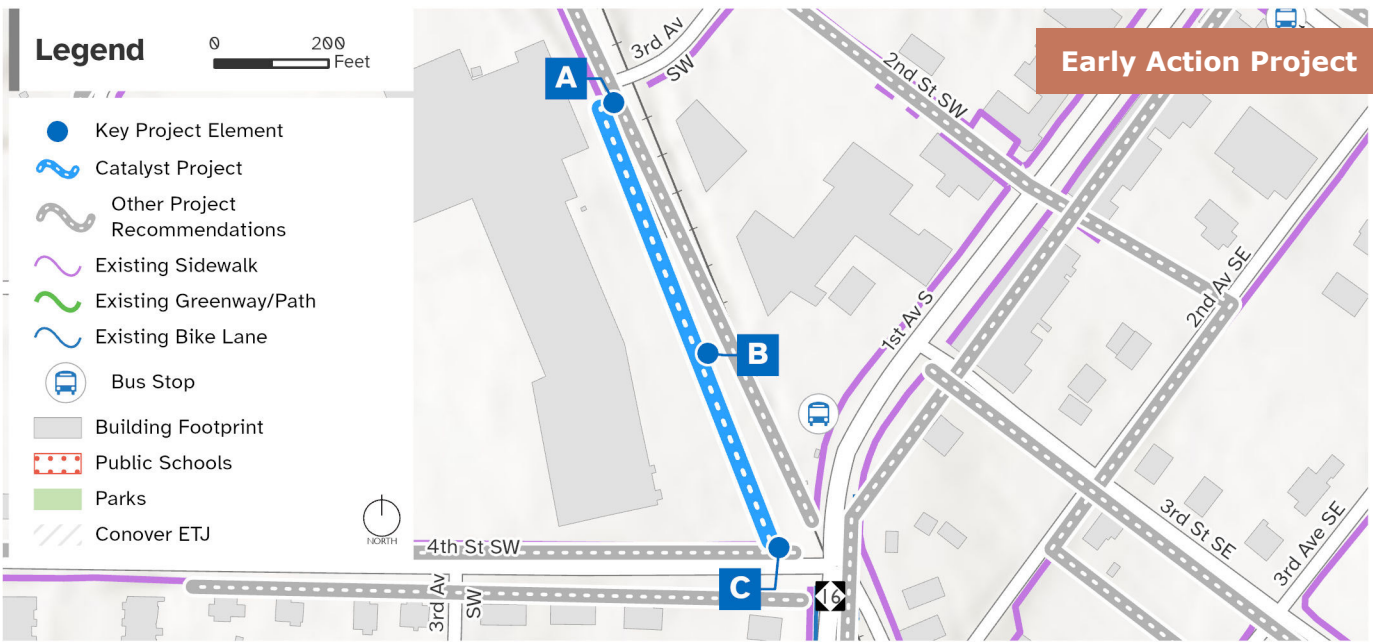 Legend
0
200
Feet
Key Project Element
Catalyst Project
Other Project
Recommendations
Existing Sidewalk
Existing Greenway/Path
Existing Bike Lane
Bus Stop
Building Footprint
Public Schools
Parks
Conover ETJ
NORTH
Early Action Project
A
B
C
3rd Av
SW
2nd St SW
1st Av S
2nd Av SE
3rd St SE
3rd Ave SE
4th St SW
3rd Av
SW
16